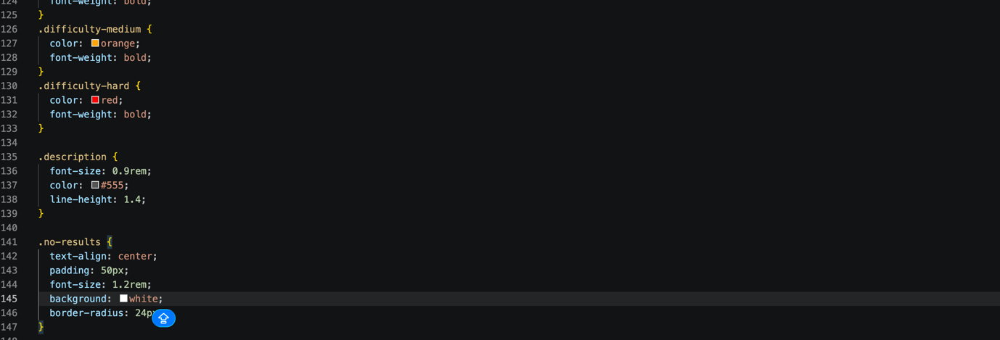 124 font-weight: bold;
125 }
126 .difficulty-medium {
127 color: orange;
128 font-weight: bold;
129 }
130 .difficulty-hard {
131 color: red;
132 font-weight: bold;
133 }
134
135 .description {
136 font-size: 0.9rem;
137 color: #555;
138 line-height: 1.4;
139 }
140
141 .no-results {
142 text-align: center;
143 padding: 50px;
144 font-size: 1.2rem;
145 background: white;
146 border-radius: 24px
147 }
148